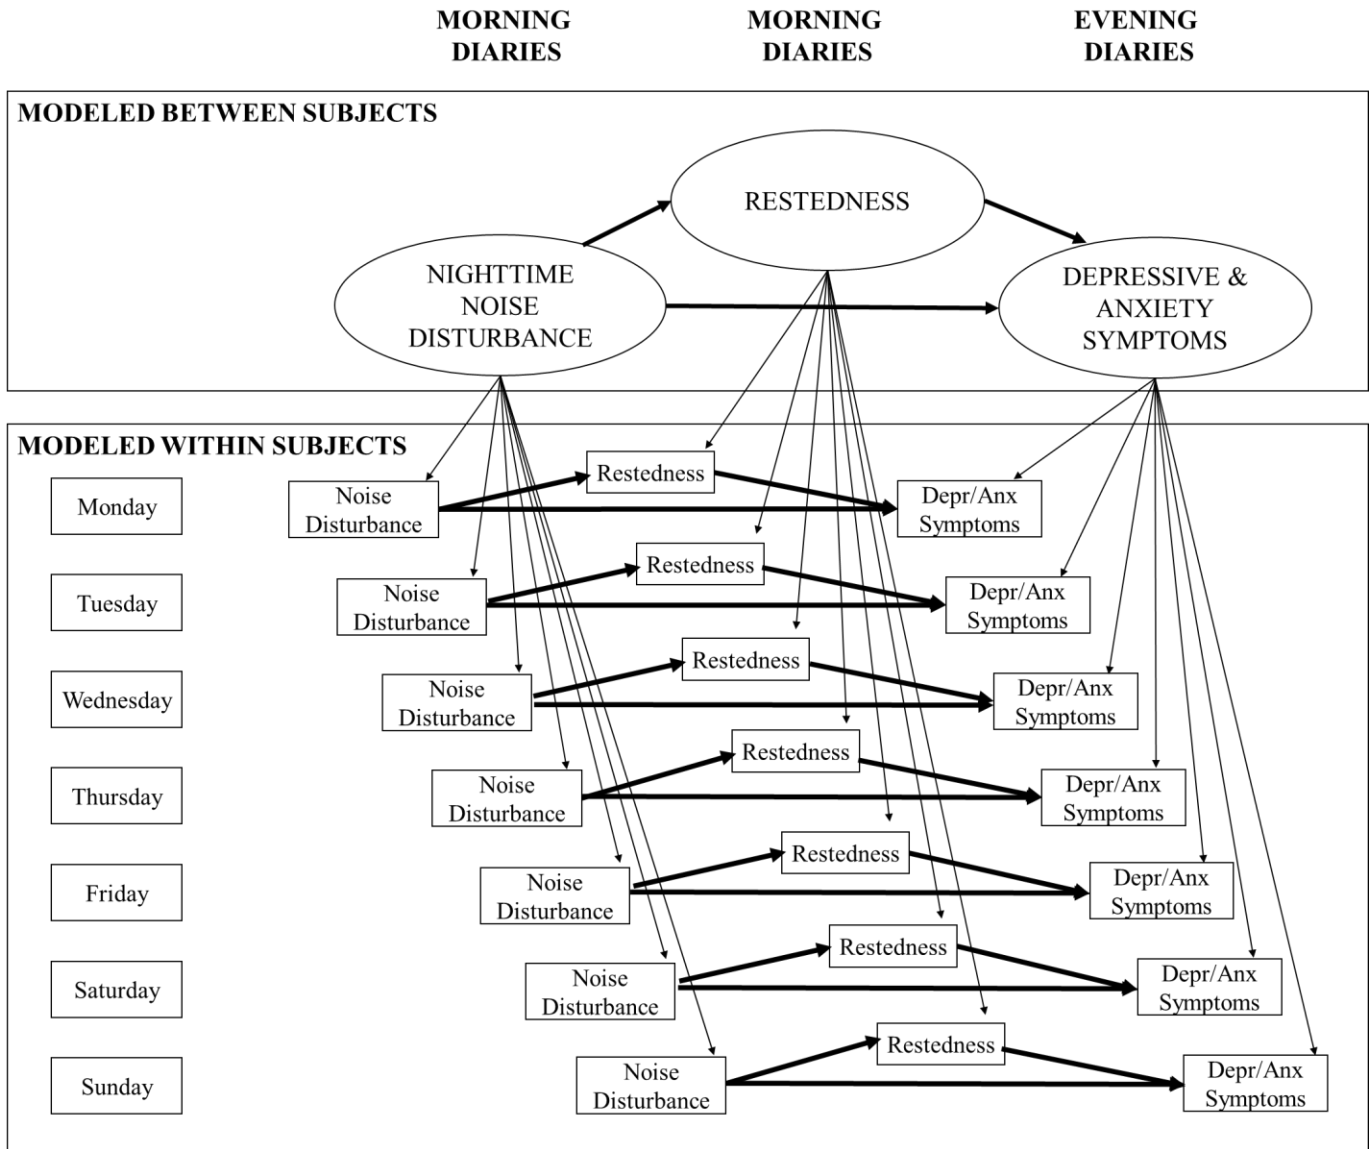 MORNING
DIARIES
MORNING
DIARIES
EVENING
DIARIES
MODELED BETWEEN SUBJECTS
RESTEDNESS
NIGHTTIME
NOISE
DISTURBANCE
DEPRESSIVE &
ANXIETY
SYMPTOMS
MODELED WITHIN SUBJECTS
Monday
Noise
Disturbance
Restedness
Depr/Anx
Symptoms
Tuesday
Noise
Disturbance
Restedness
Depr/Anx
Symptoms
Wednesday
Noise
Disturbance
Restedness
Depr/Anx
Symptoms
Thursday
Noise
Disturbance
Restedness
Depr/Anx
Symptoms
Friday
Noise
Disturbance
Restedness
Depr/Anx
Symptoms
Saturday
Noise
Disturbance
Restedness
Depr/Anx
Symptoms
Sunday
Noise
Disturbance
Restedness
Depr/Anx
Symptoms